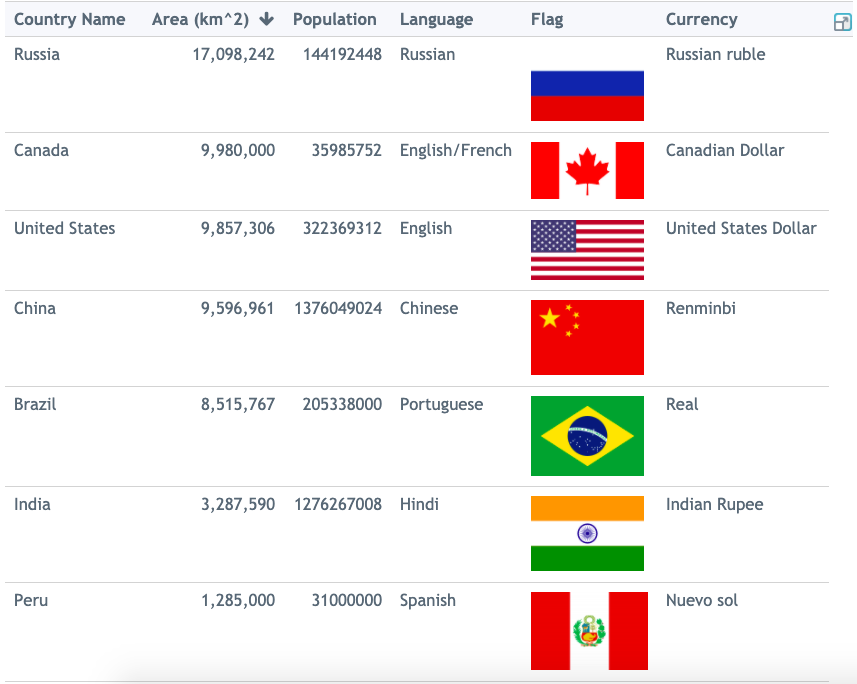 Country Name Area (km^2) Population Language Flag Currency
Russia 17,098,242 144192448 Russian Russian ruble
Canada 9,980,000 35985752 English/French Canadian Dollar
United States 9,857,306 322369312 English United States Dollar
China 9,596,961 1376049024 Chinese Renminbi
Brazil 8,515,767 205338000 Portuguese Real
India 3,287,590 1276267008 Hindi Indian Rupee
Peru 1,285,000 31000000 Spanish Nuevo sol